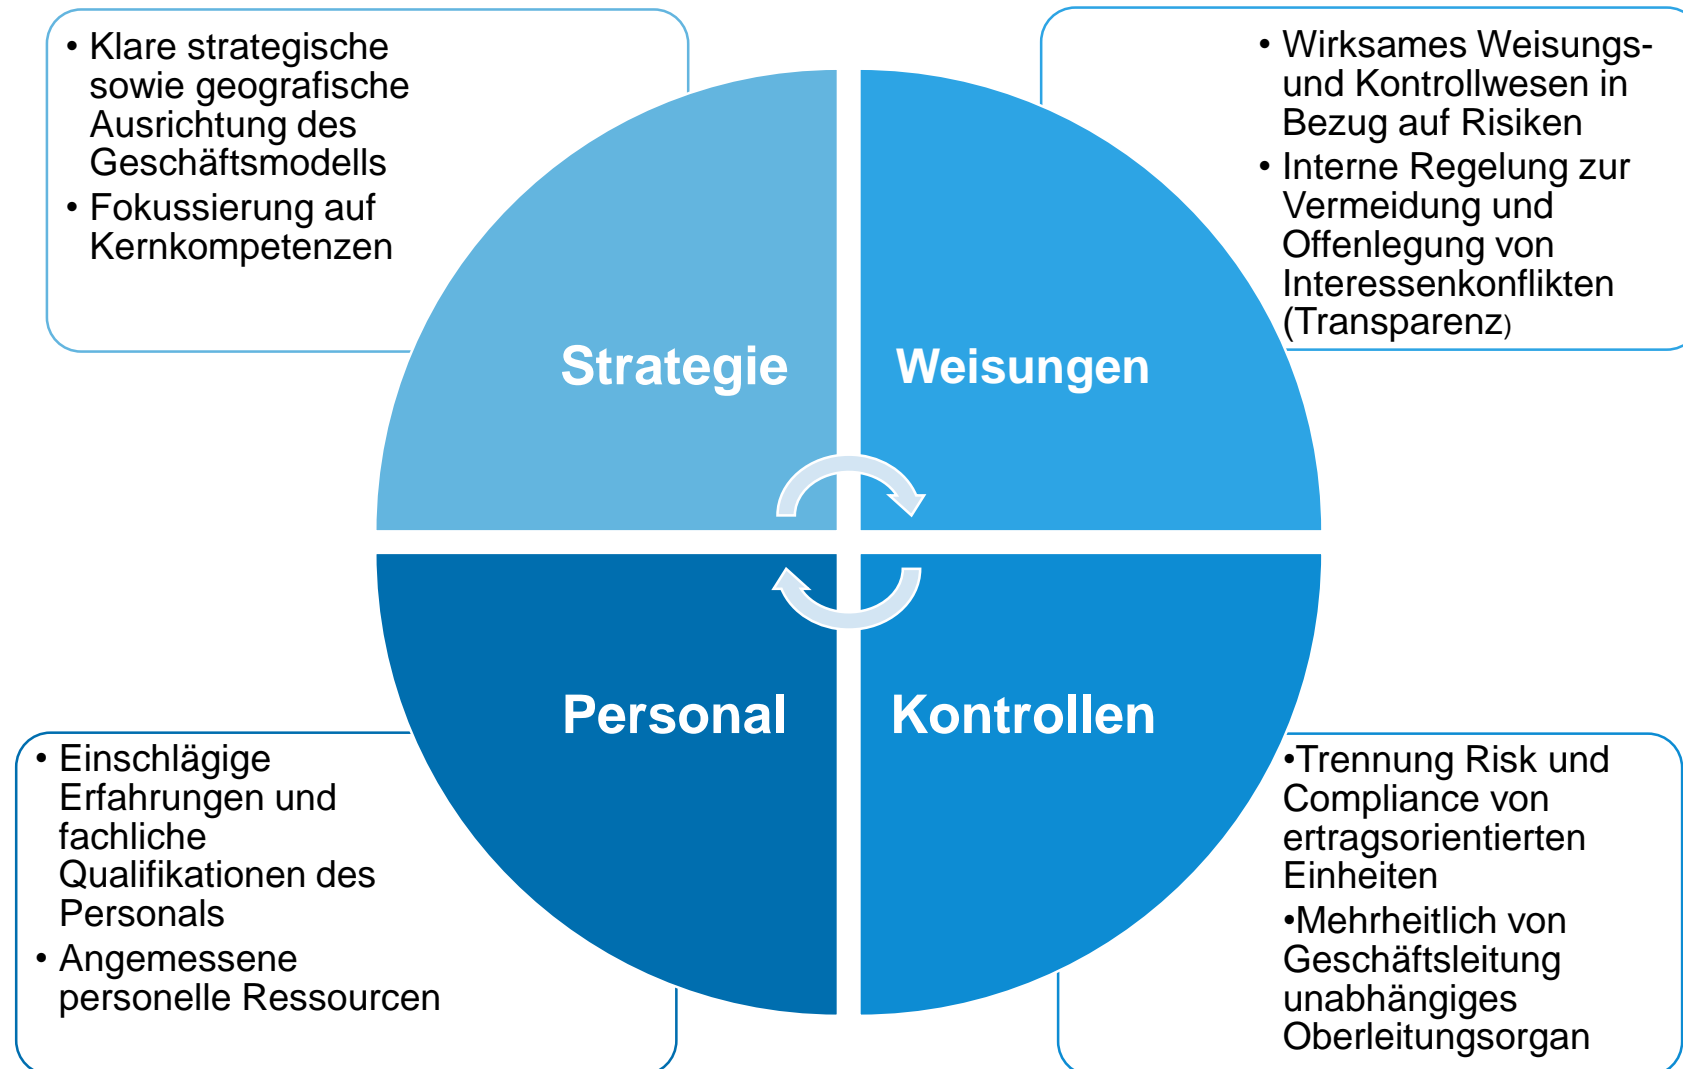 • Klare strategische
sowie geografische
Ausrichtung des
Geschäftsmodells
• Fokussierung auf
Kernkompetenzen
• Wirksames Weisungs-
und Kontrollwesen in
Bezug auf Risiken
• Interne Regelung zur
Vermeidung und
Offenlegung von
Interessenkonflikten
(Transparenz)
Strategie
Weisungen
Personal
Kontrollen
• Einschlägige
Erfahrungen und
fachliche
Qualifikationen des
Personals
• Angemessene
personelle Ressourcen
•Trennung Risk und
Compliance von
ertragsorientierten
Einheiten
•Mehrheitlich von
Geschäftsleitung
unabhängiges
Oberleitungsorgan